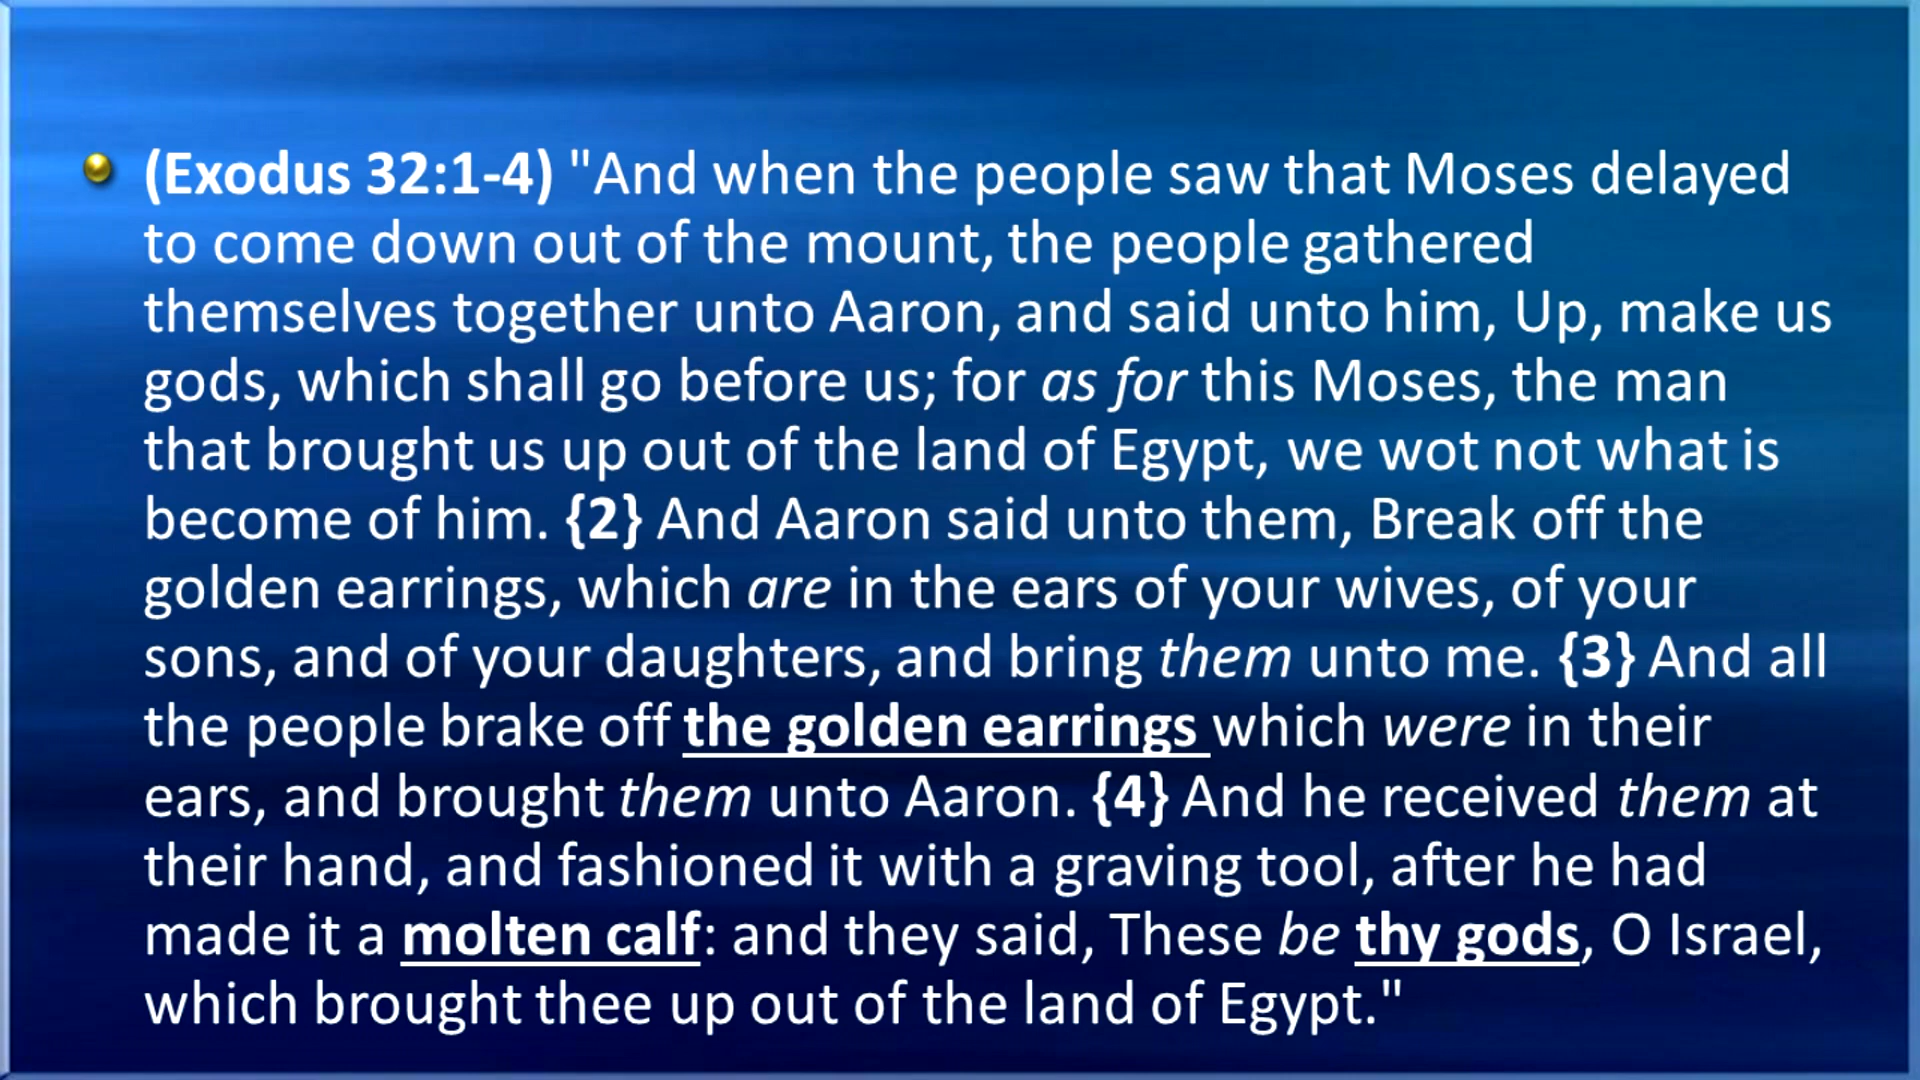 (Exodus 32:1-4) "And when the people saw that Moses delayed
to come down out of the mount, the people gathered
themselves together unto Aaron, and said unto him, Up, make us
gods, which shall go before us; for as for this Moses, the man
that brought us up out of the land of Egypt, we wot not what is
become of him. {2} And Aaron said unto them, Break off the
golden earrings, which are in the ears of your wives, of your
sons, and of your daughters, and bring them unto me. {3} And all
the people brake off the golden earrings which were in their
ears, and brought them unto Aaron. {4} And he received them at
their hand, and fashioned it with a graving tool, after he had
made it a molten calf: and they said, These be thy gods, O Israel,
which brought thee up out of the land of Egypt."